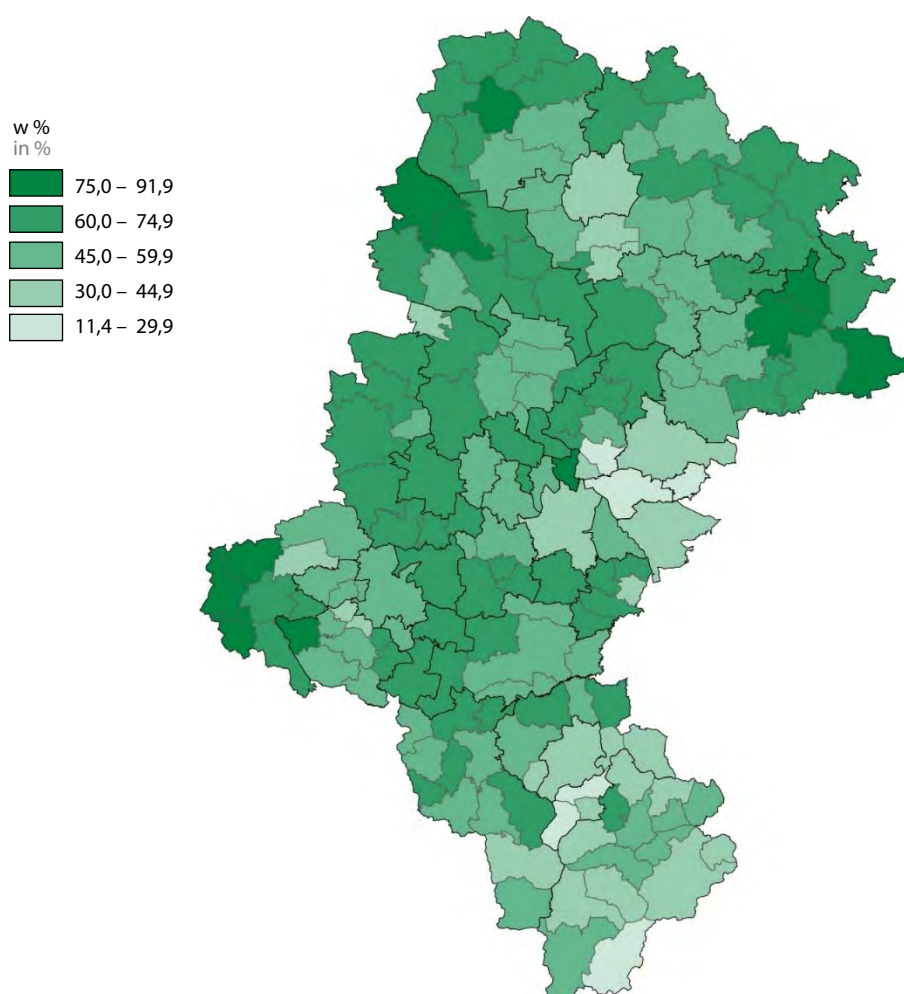 w %
in %
75,0 – 91,9
60,0 – 74,9
45,0 – 59,9
30,0 – 44,9
11,4 – 29,9